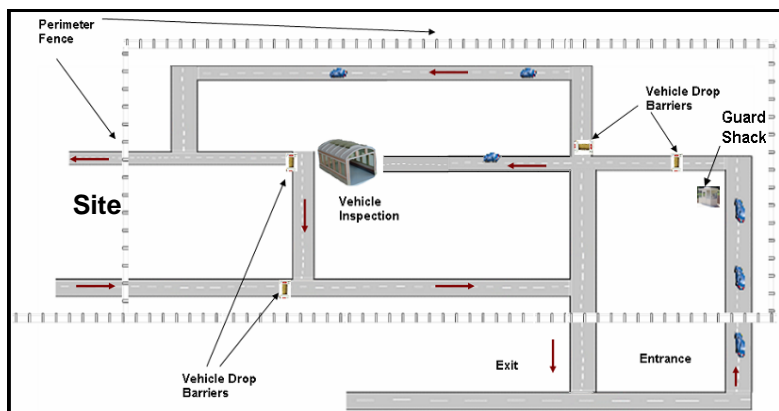 Perimeter
Fence
Vehicle Drop
Barriers
Guard
Shack
Site
Vehicle
Inspection
Vehicle Drop
Barriers
Exit
Entrance